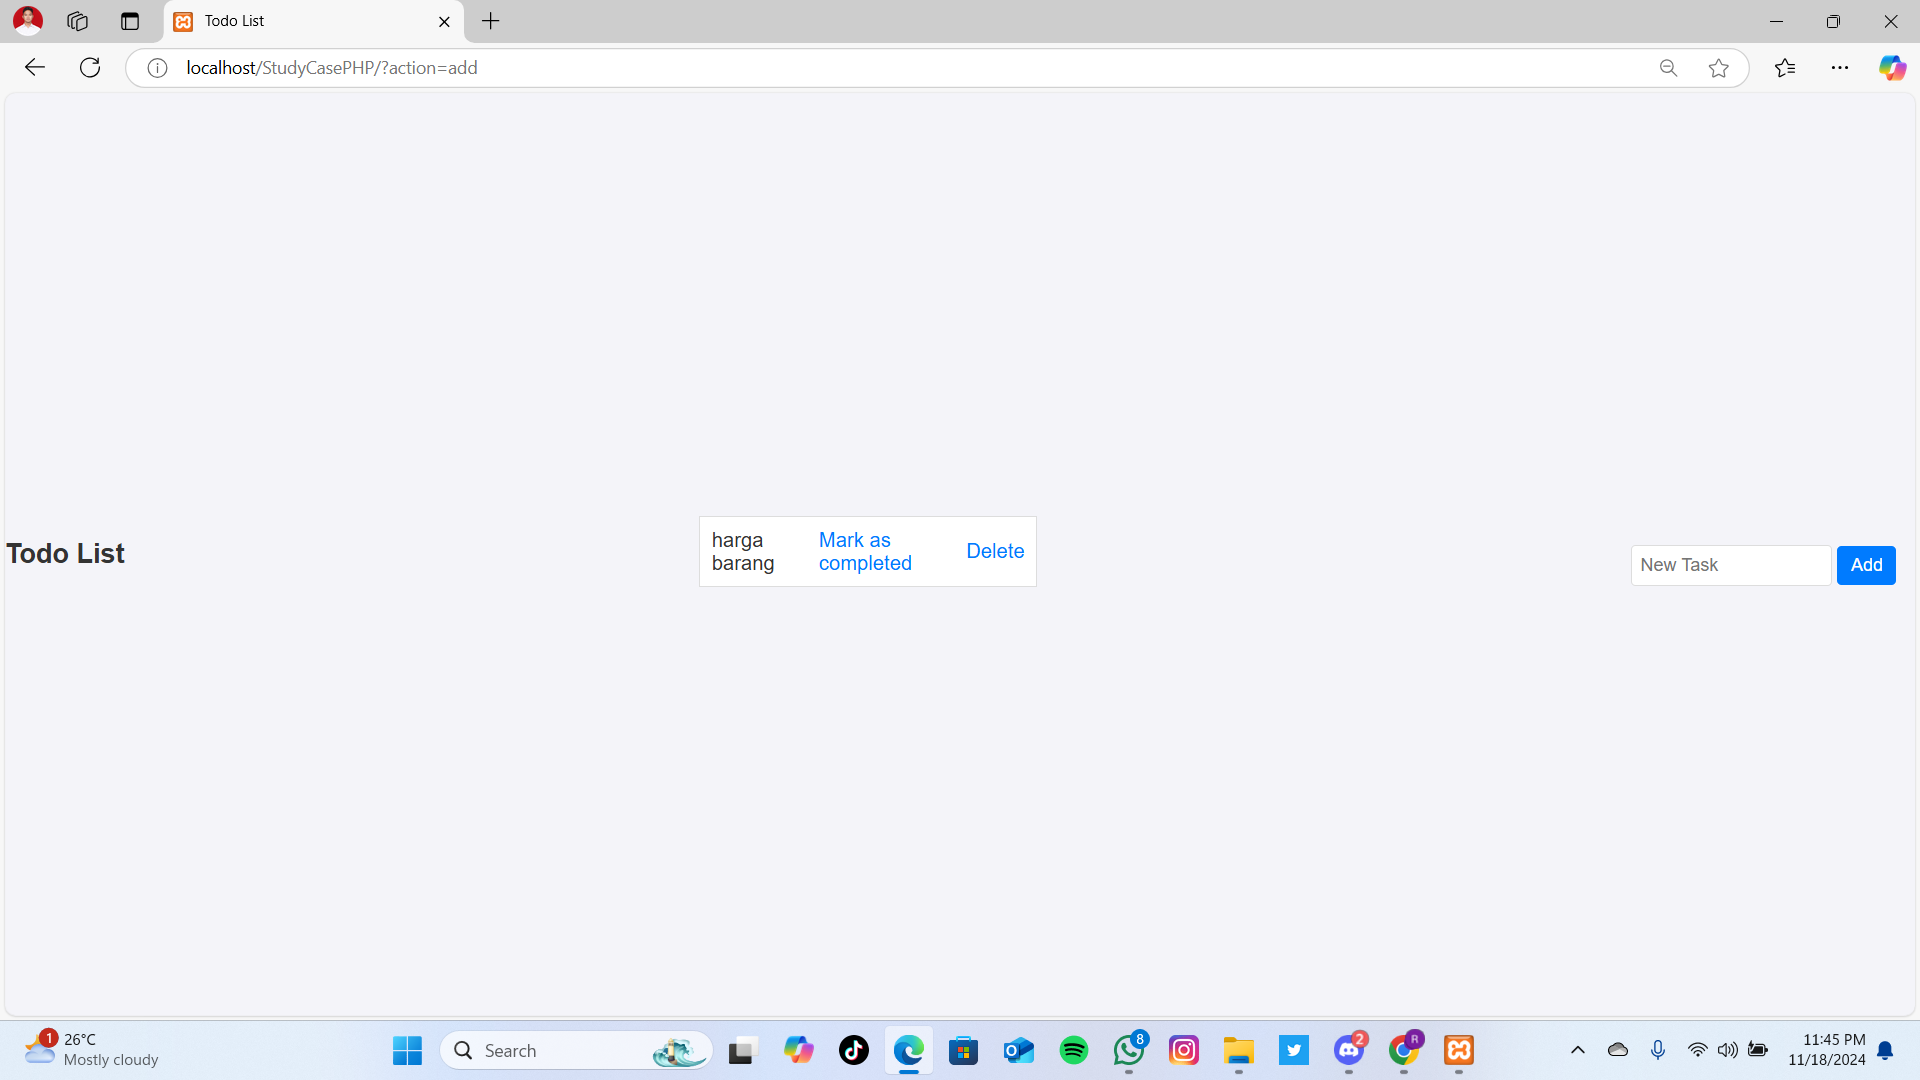 Todo List
localhost/StudyCasePHP/?action=add
Todo List
harga
barang
Mark as
completed
Delete
New Task
Add
1
26°C
Mostly cloudy
Search
8
2
R
11:45 PM
11/18/2024